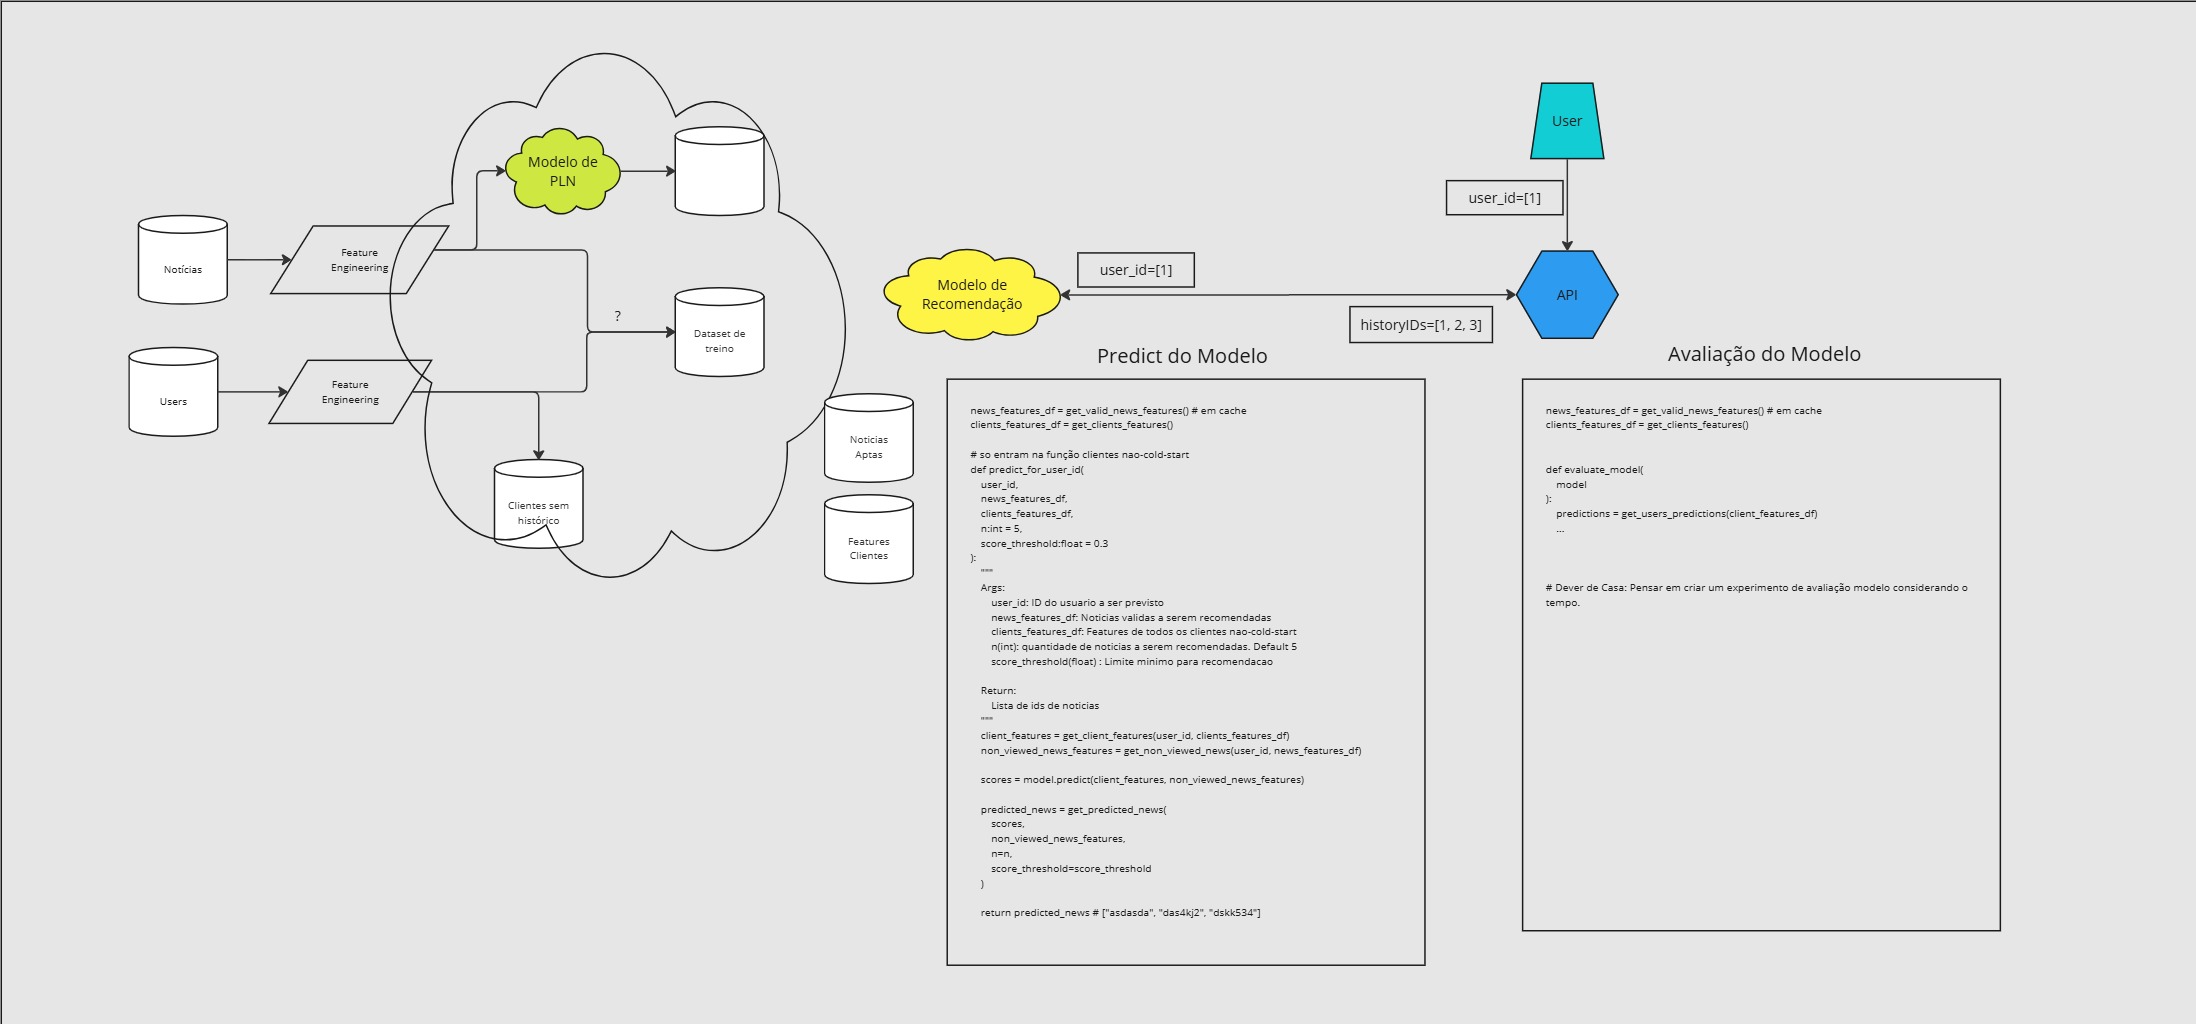 Modelo de
PLN
Notícias
Feature
Engineering
?
Dataset de
treino
Users
Feature
Engineering
Clientes sem
histórico
Noticias
Aptas
Features
Clientes
User
user_id=[1]
API
user_id=[1]
Modelo de
Recomendação
historyIDs=[1, 2, 3]
Predict do Modelo
news_features_df = get_valid_news_features() # em cache
clients_features_df = get_clients_features()
# so entram na função clientes nao-cold-start
def predict_for_user_id(
user_id,
news_features_df,
clients_features_df,
n:int = 5,
score_threshold:float = 0.3
):
"""
Args:
user_id: ID do usuario a ser previsto
news_features_df: Noticias validas a serem recomendadas
clients_features_df: Features de todos os clientes nao-cold-start
n(int): quantidade de noticias a serem recomendadas. Default 5
score_threshold(float) : Limite minimo para recomendacao
Return:
Lista de ids de noticias
"""
client_features = get_client_features(user_id, clients_features_df)
non_viewed_news_features = get_non_viewed_news(user_id, news_features_df)
scores = model.predict(client_features, non_viewed_news_features)
predicted_news = get_predicted_news(
scores,
non_viewed_news_features,
n=n,
score_threshold=score_threshold
)
return predicted_news # ["asdasda", "das4kj2", "dskk534"]
Avaliação do Modelo
news_features_df = get_valid_news_features() # em cache
clients_features_df = get_clients_features()
def evaluate_model(
model
):
predictions = get_users_predictions(client_features_df)
...
# Dever de Casa: Pensar em criar um experimento de avaliação modelo considerando o
tempo.